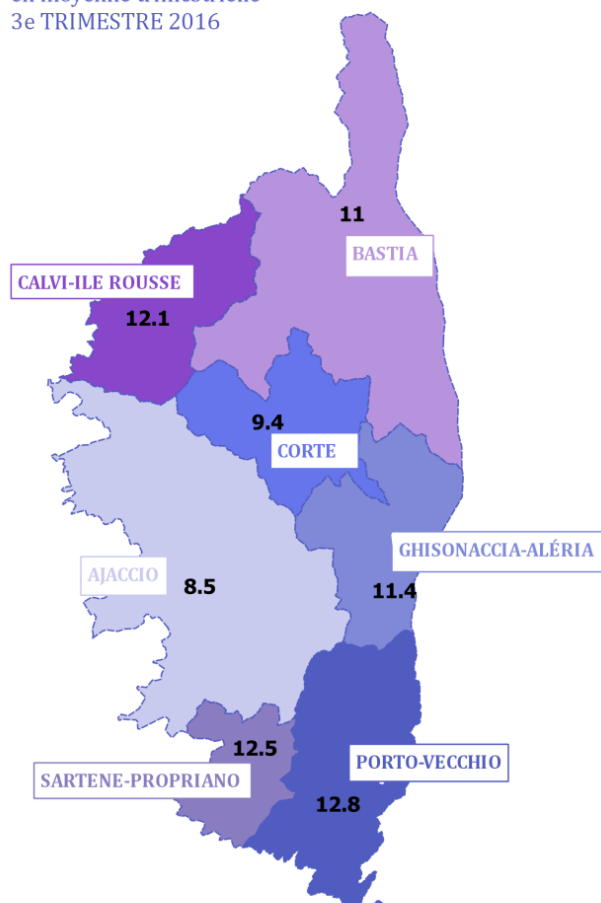 3e TRIMESTRE 2016
11
BASTIA
CALVI-ILE ROUSSE
12.1
9.4
CORTE
GHISONACCIA-ALÉRIA
AJACCIO
8.5
11.4
12.5
PORTO-VECCHIO
SARTENE-PROPRIANO
12.8